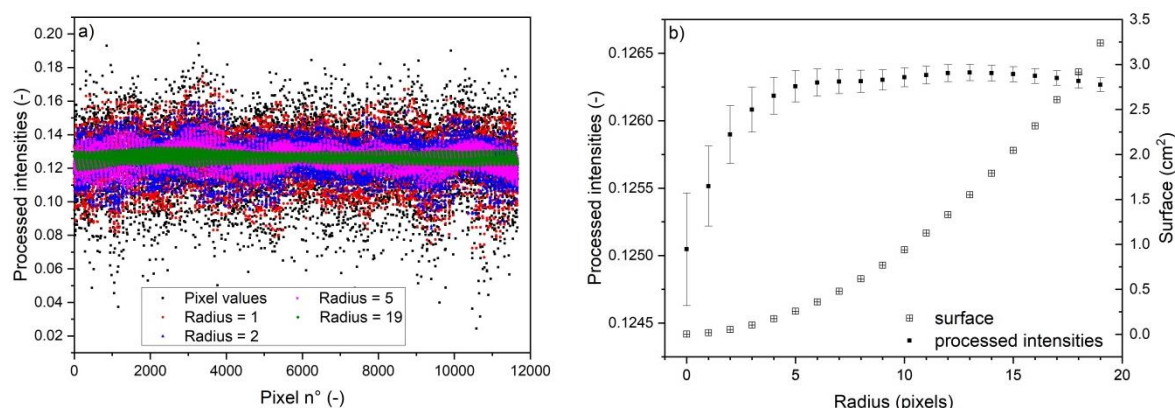 a)
0.20
0.18
0.16
0.14
0.12
0.10
0.08
0.06
0.04
0.02
Processed intensities (-)
Pixel values
Radius = 1
Radius = 2
Radius = 5
Radius = 19
0 2000 4000 6000 8000 10000 12000
Pixel n° (-)
b)
0.1265
0.1260
0.1255
0.1250
0.1245
Processed intensities (-)
3.5
3.0
2.5
2.0
1.5
1.0
0.5
0.0
Surface (cm²)
surface
processed intensities
0 5 10 15 20
Radius (pixels)